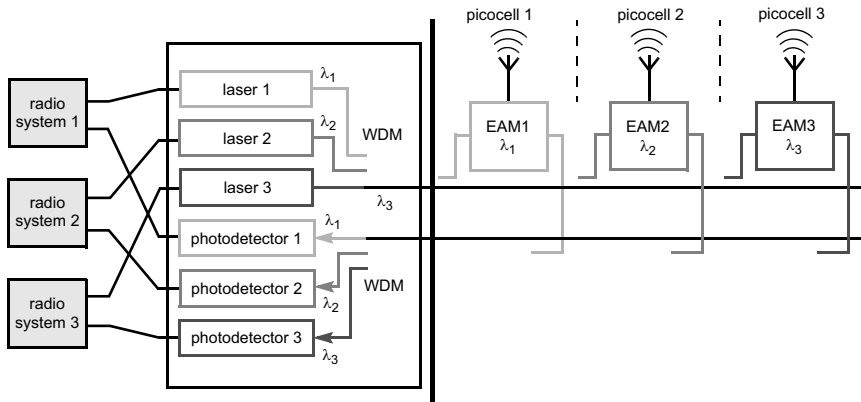 picocell 1
picocell 2
picocell 3
radio
system 1
radio
system 2
radio
system 3
laser 1
λ1
laser 2
λ2
WDM
laser 3
λ3
photodetector 1
λ1
photodetector 2
λ2
WDM
photodetector 3
λ3
EAM1
λ1
EAM2
λ2
EAM3
λ3